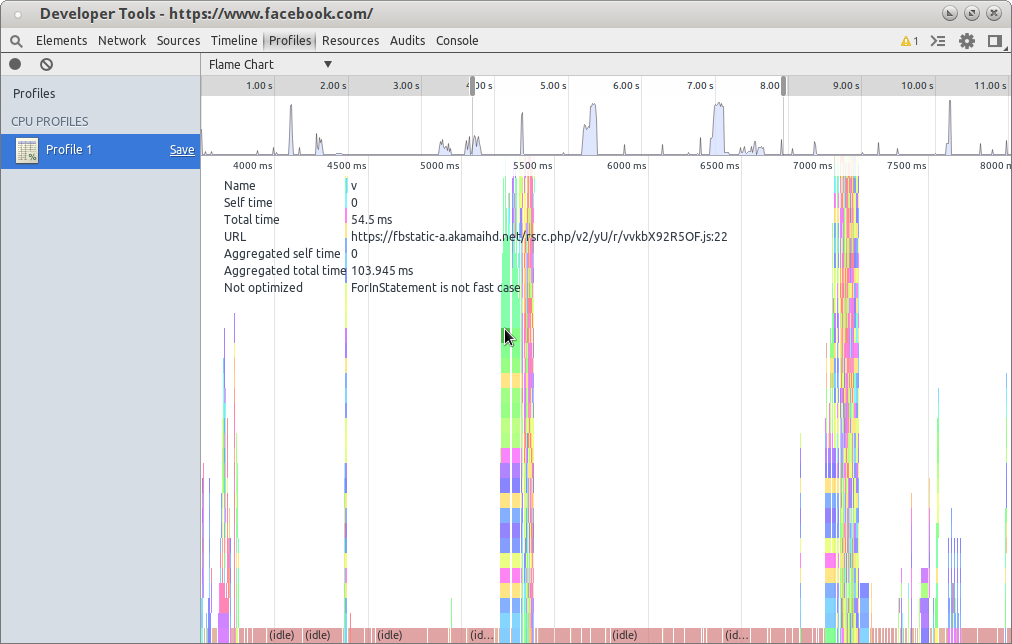 Developer Tools - https://www.facebook.com/
Elements Network Sources Timeline Profiles Resources Audits Console 1
Flame Chart
Profiles
CPU PROFILES
Profile 1 Save
1.00 s 2.00 s 3.00 s 00 s 5.00 s 6.00 s 7.00 s 8.00 9.00 s 10.00 s 11.00 s
4000 ms 4500 ms 5000 ms 5500 ms 6000 ms 6500 ms 7000 ms 7500 ms 8000 m
Name v
Self time 0
Total time 54.5 ms
URL https://fbstatic-a.akamaihd.net/rsrc.php/v2/yU/r/vvkbX92R5OF.js:22
Aggregated self time 0
Aggregated total time 103.945 ms
Not optimized ForInStatement is not fast case
(idle) (idle) (idle) (id... (idle) (id...